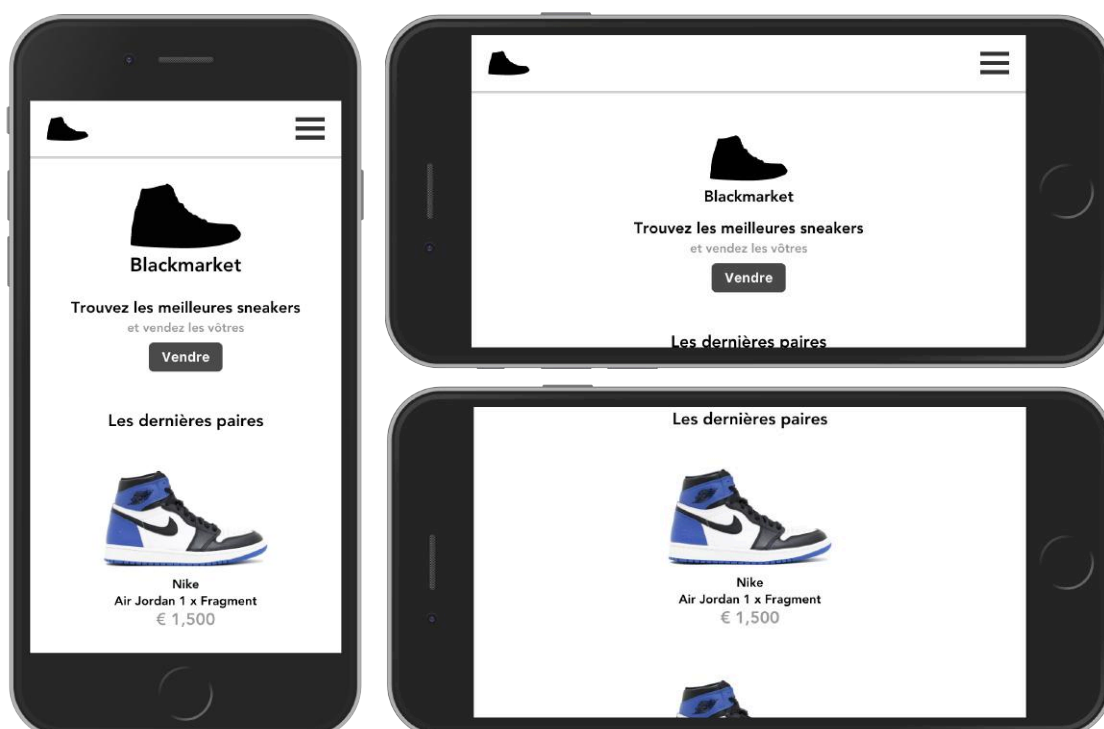 Blackmarket
Trouvez les meilleures sneakers
et vendez les vôtres
Vendre
Les dernières paires
Nike
Air Jordan 1 x Fragment
€ 1,500
Blackmarket
Trouvez les meilleures sneakers
et vendez les vôtres
Vendre
Les dernières paires
Les dernières paires
Nike
Air Jordan 1 x Fragment
€ 1,500